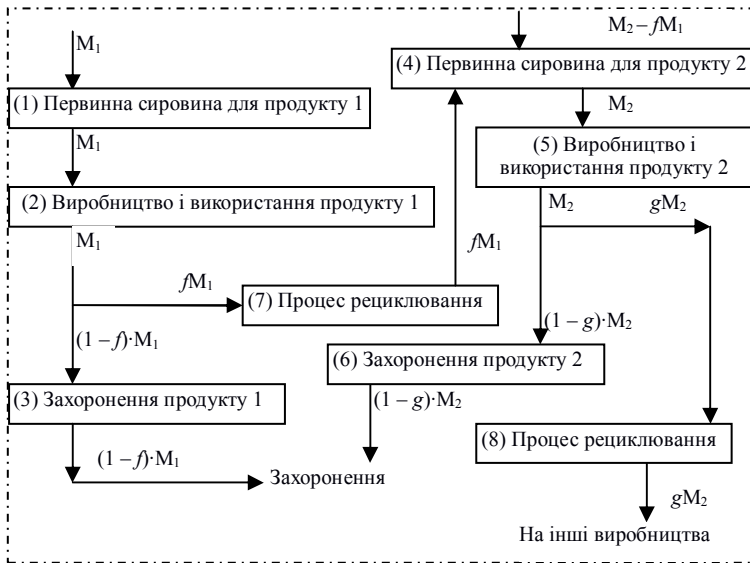 M₁
(1) Первинна сировина для продукту 1
M₁
(2) Виробництво і використання продукту 1
M₁
fM₁
(7) Процес рециклювання
fM₁
(1 – f)·M₁
(3) Захоронення продукту 1
(1 – f)·M₁
Захоронення
M₂ – fM₁
(4) Первинна сировина для продукту 2
M₂
(5) Виробництво і
використання продукту 2
M₂
gM₂
(1 – g)·M₂
(6) Захоронення продукту 2
(1 – g)·M₂
(8) Процес рециклювання
gM₂
На інші виробництва